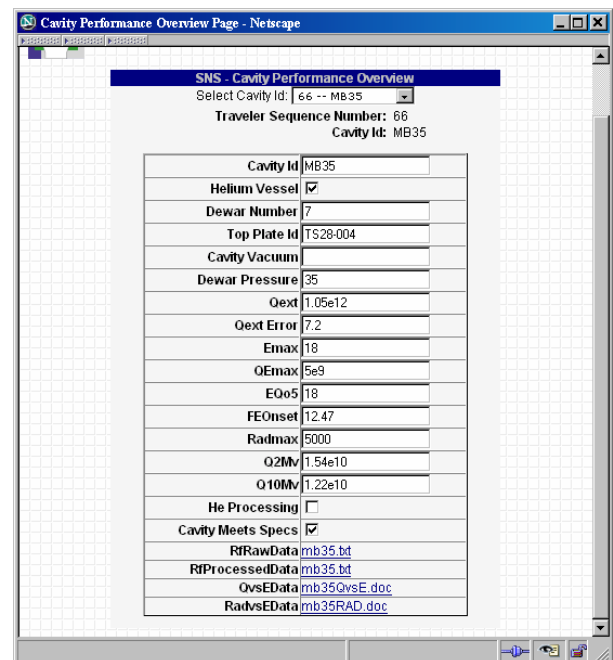 Cavity Performance Overview Page - Netscape
SNS - Cavity Performance Overview
Select Cavity Id: 66 -- MB35
Traveler Sequence Number: 66
Cavity Id: MB35
Cavity Id MB35
Helium Vessel
Dewar Number 7
Top Plate Id TS28-004
Cavity Vacuum
Dewar Pressure 35
Qext 1.05e12
Qext Error 7.2
Emax 18
QEmax 5e9
EQo5 18
FEOnset 12.47
Radmax 5000
Q2Mv 1.54e10
Q10Mv 1.22e10
He Processing
Cavity Meets Specs
RfRawData mb35.txt
RfProcessedData mb35.txt
QvsEData mb35QvsE.doc
RadvsEData mb35RAD.doc